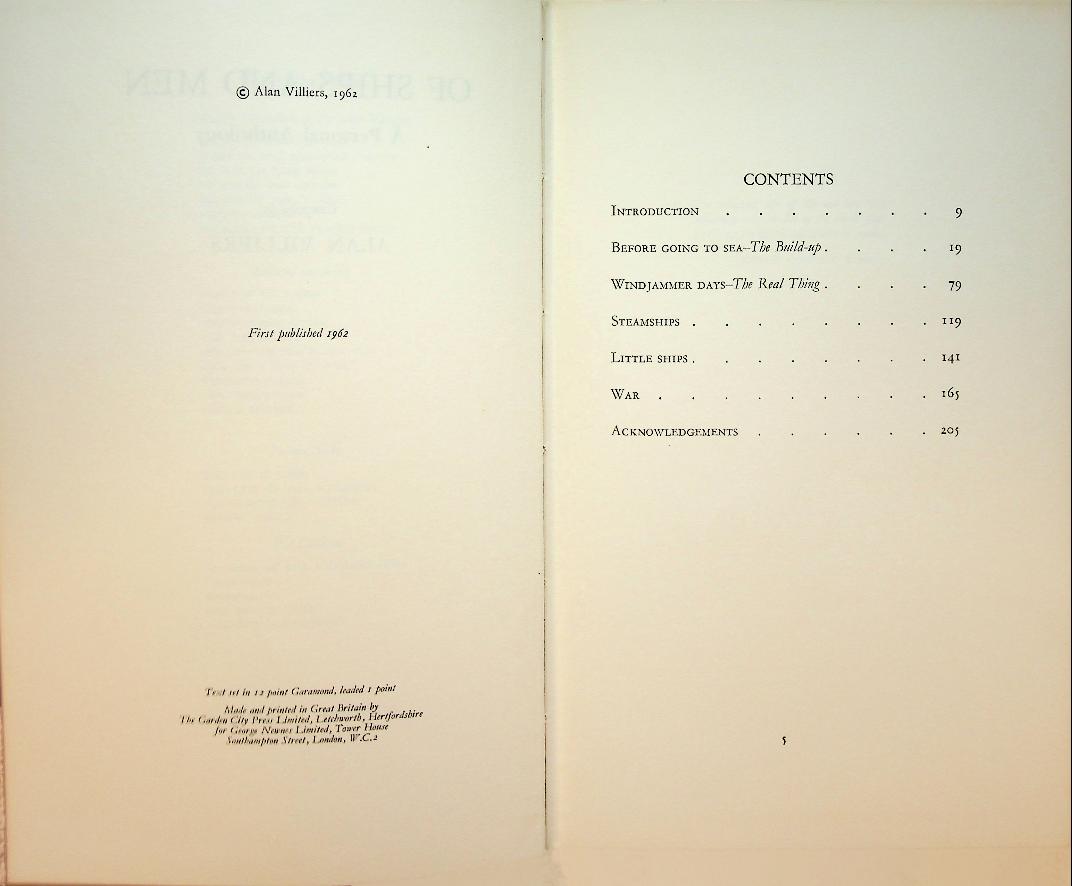 © Alan Villiers, 1962
First published 1962
Text set in 12 point Garamond, leaded 1 point
Made and printed in Great Britain by
The Garden City Press Limited, Letchworth, Hertfordshire
for George Newnes Limited, Tower House
Southampton Street, London, W.C.2
CONTENTS
INTRODUCTION . . . . . . . 9
BEFORE GOING TO SEA–The Build-up . . . . 19
WINDJAMMER DAYS–The Real Thing . . . . 79
STEAMSHIPS . . . . . . . . 119
LITTLE SHIPS . . . . . . . . 141
WAR . . . . . . . . . 165
ACKNOWLEDGEMENTS . . . . . . 205
5